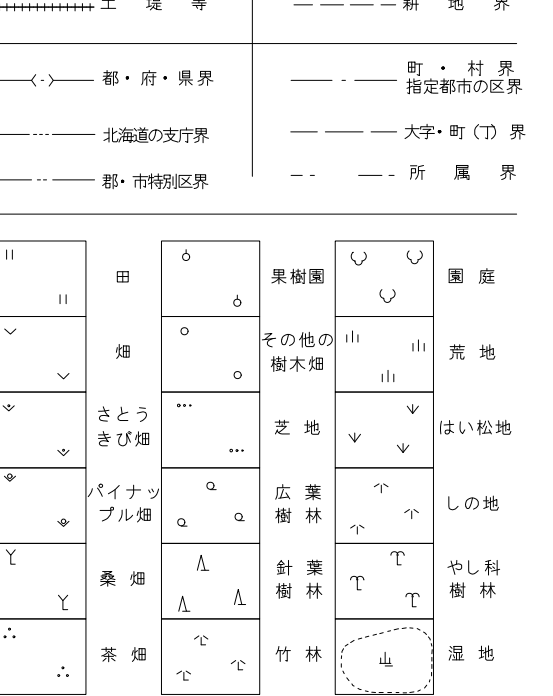 土堤等
耕地界
都・府・県界
北海道の支庁界
郡・市特別区界
町・村界
指定都市の区界
大字・町(丁)界
所属界
田
果樹園
園庭
畑
その他の
樹木畑
荒地
さとう
きび畑
芝地
はい松地
パイナッ
プル畑
広葉
樹林
しの地
桑畑
針葉
樹林
やし科
樹林
茶畑
竹林
湿地